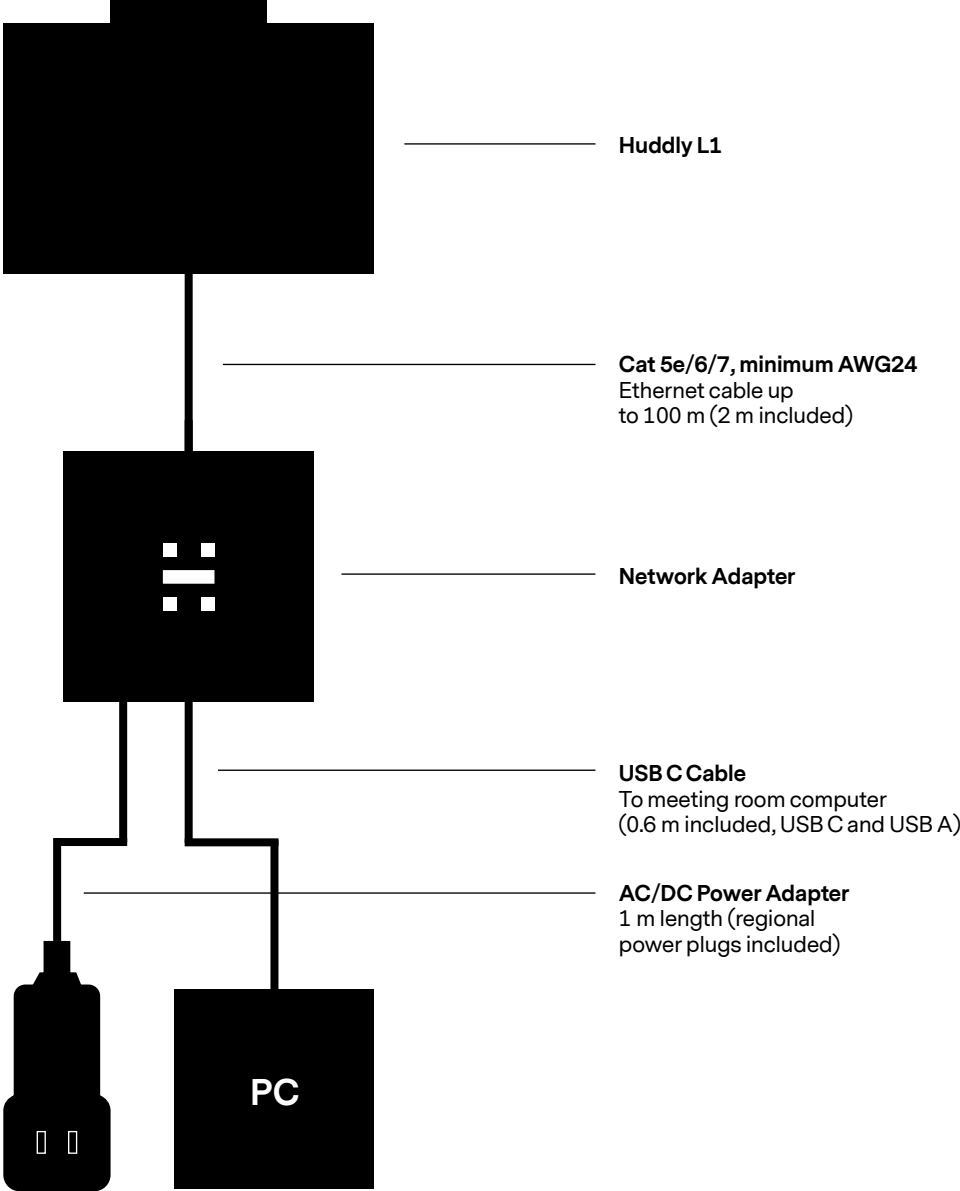 Huddly L1
Cat 5e/6/7, minimum AWG24
Ethernet cable up
to 100 m (2 m included)
Network Adapter
USB C Cable
To meeting room computer
(0.6 m included, USB C and USB A)
AC/DC Power Adapter
1 m length (regional
power plugs included)
PC